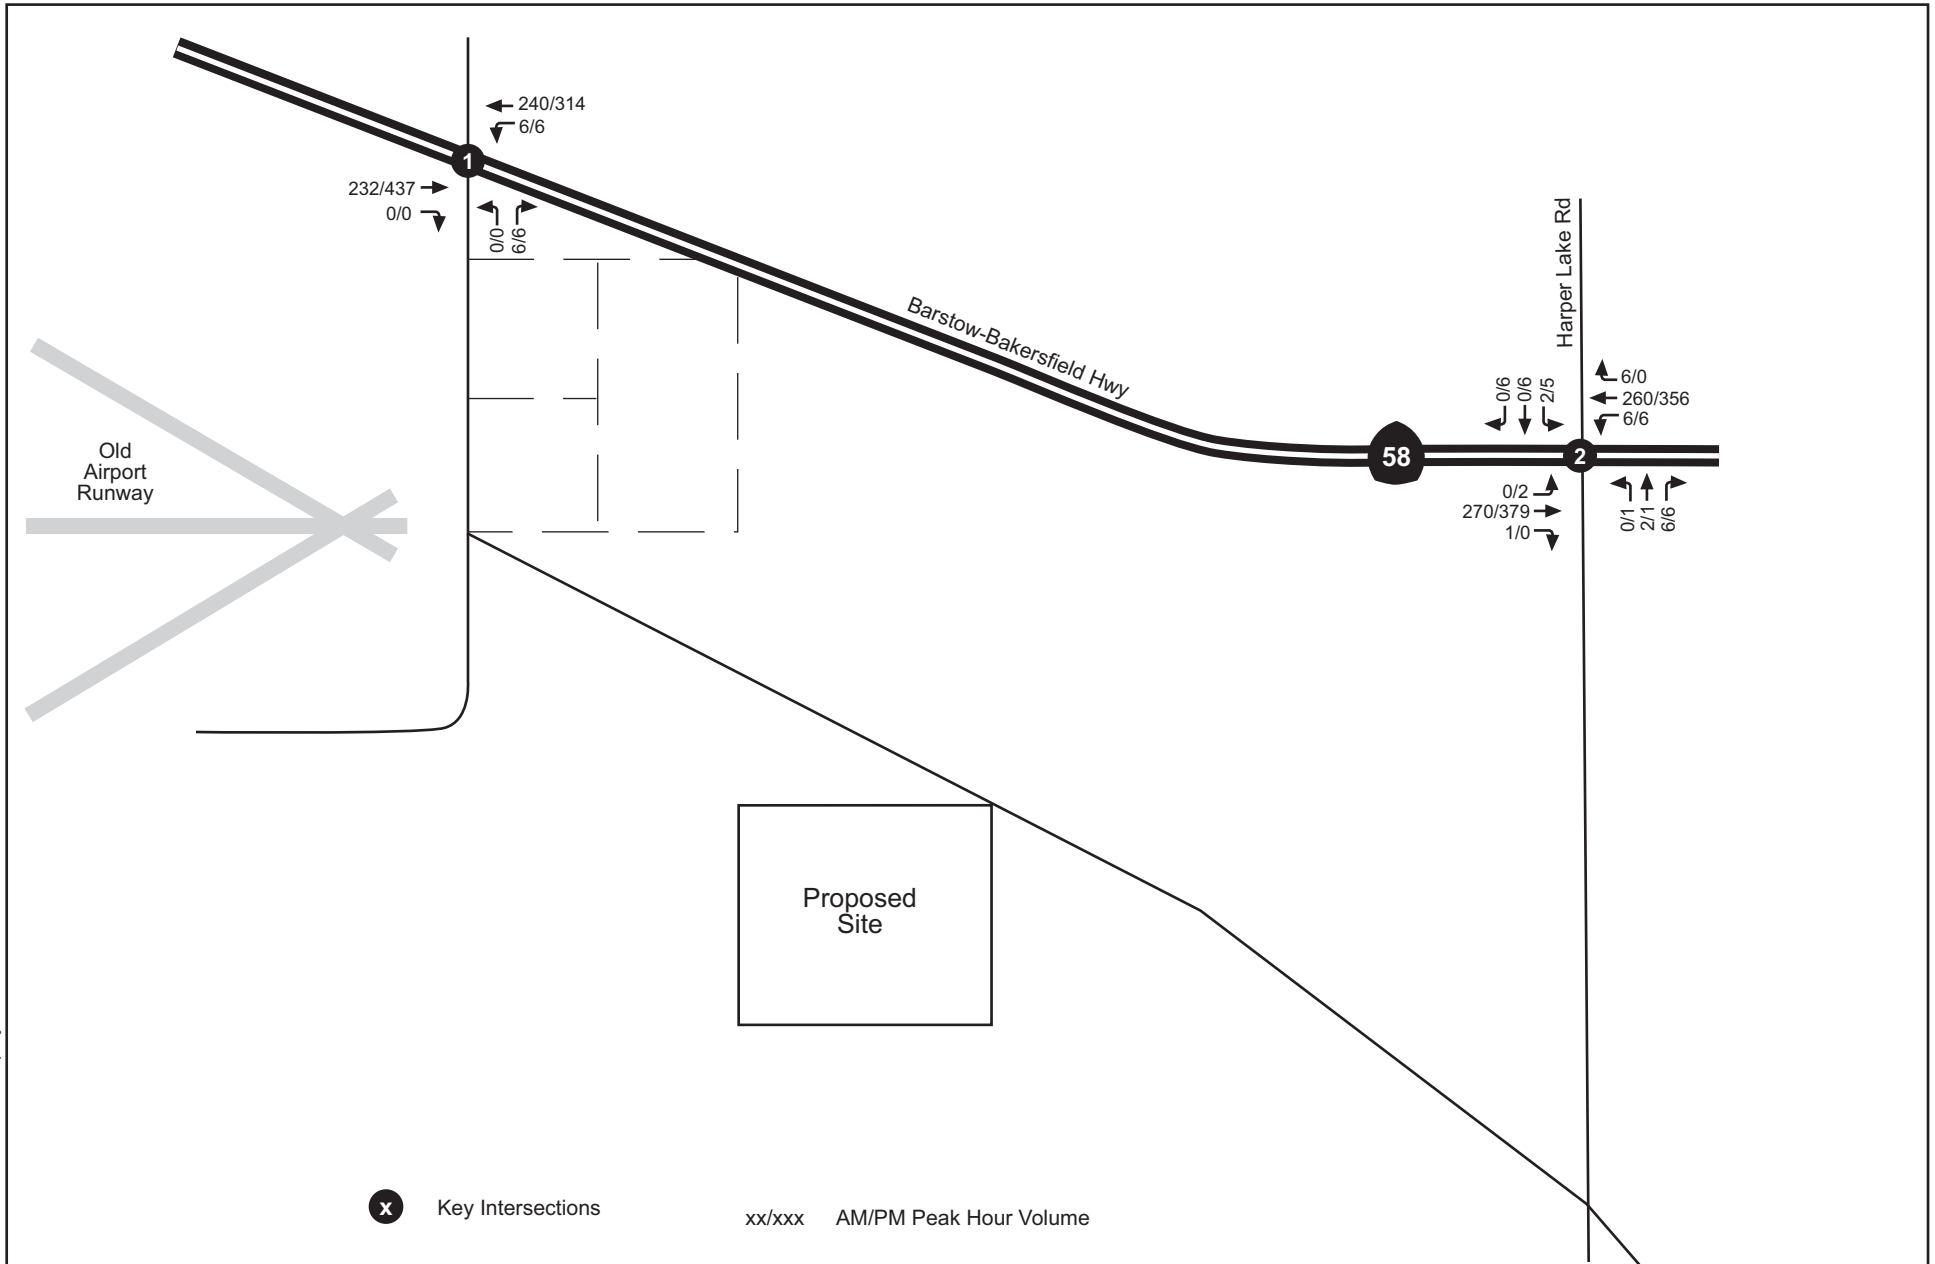 240/314
6/6
1
232/437
0/0
0/0
6/6
Harper Lake Rd
Barstow-Bakersfield Hwy
0/6
0/6
2/5
6/0
260/356
6/6
Old
Airport
Runway
58
2
0/2
270/379
1/0
0/1
2/1
6/6
Proposed
Site
x Key Intersections
xx/xxx AM/PM Peak Hour Volume